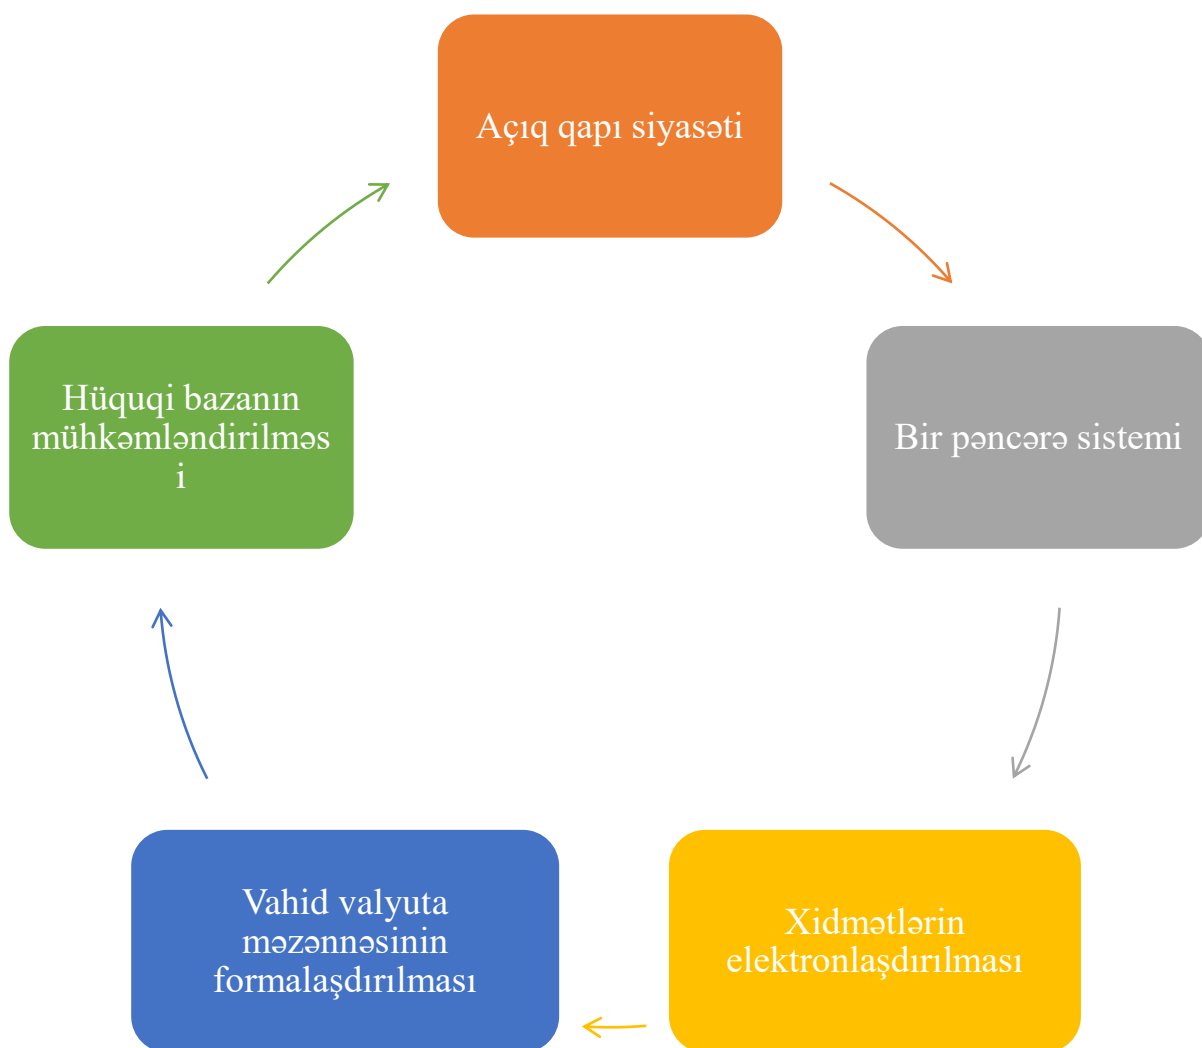 Açıq qapı siyasəti
Bir pəncərə sistemi
Xidmətlərin
elektronlaşdırılması
Vahid valyuta
məzənnəsinin
formalaşdırılması
Hüquqi bazanın
mühkəmləndirilməs
i